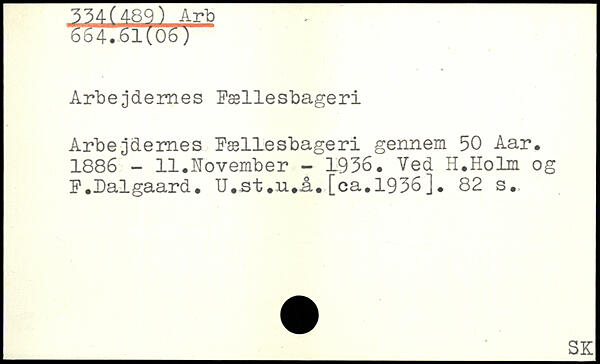 334(489) Arb
664.61(06)
Arbejdernes Fællesbageri
Arbejdernes Fællesbageri gennem 50 Aar.
1886 - 11.November - 1936. Ved H.Holm og
F.Dalgaard. U.st.u.å.[ca.1936]. 82 s.
SK